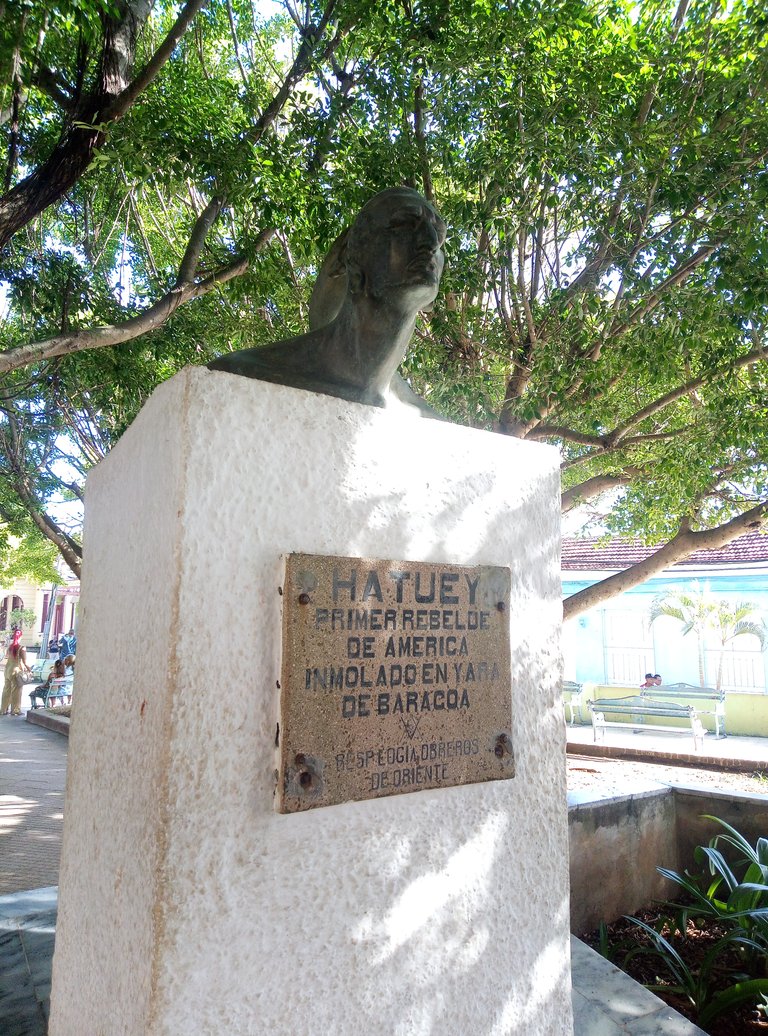 HATUEY
PRIMER REBELDE
DE AMERICA
INMOLADO EN YARA
DE BARACOA
RESP. LOGIA OBREROS
DE ORIENTE